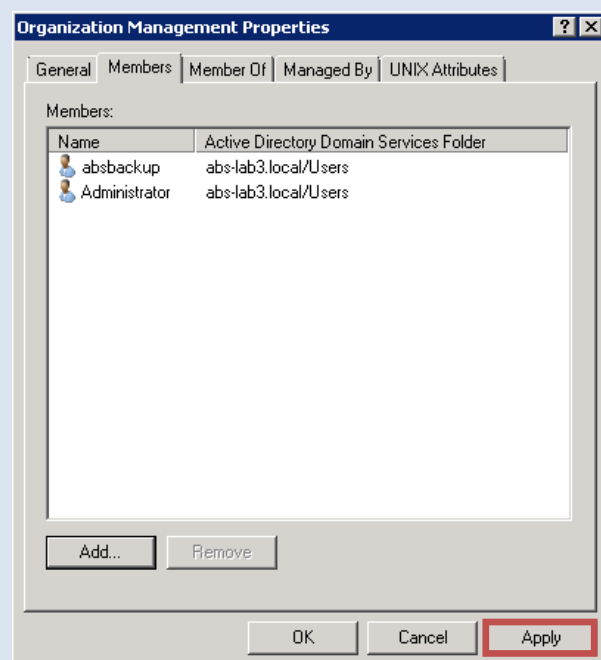 Organization Management Properties ? X
General Members Member Of Managed By UNIX Attributes
Members:
Name Active Directory Domain Services Folder
absbackup abs-lab3.local/Users
Administrator abs-lab3.local/Users
Add... Remove
OK Cancel Apply